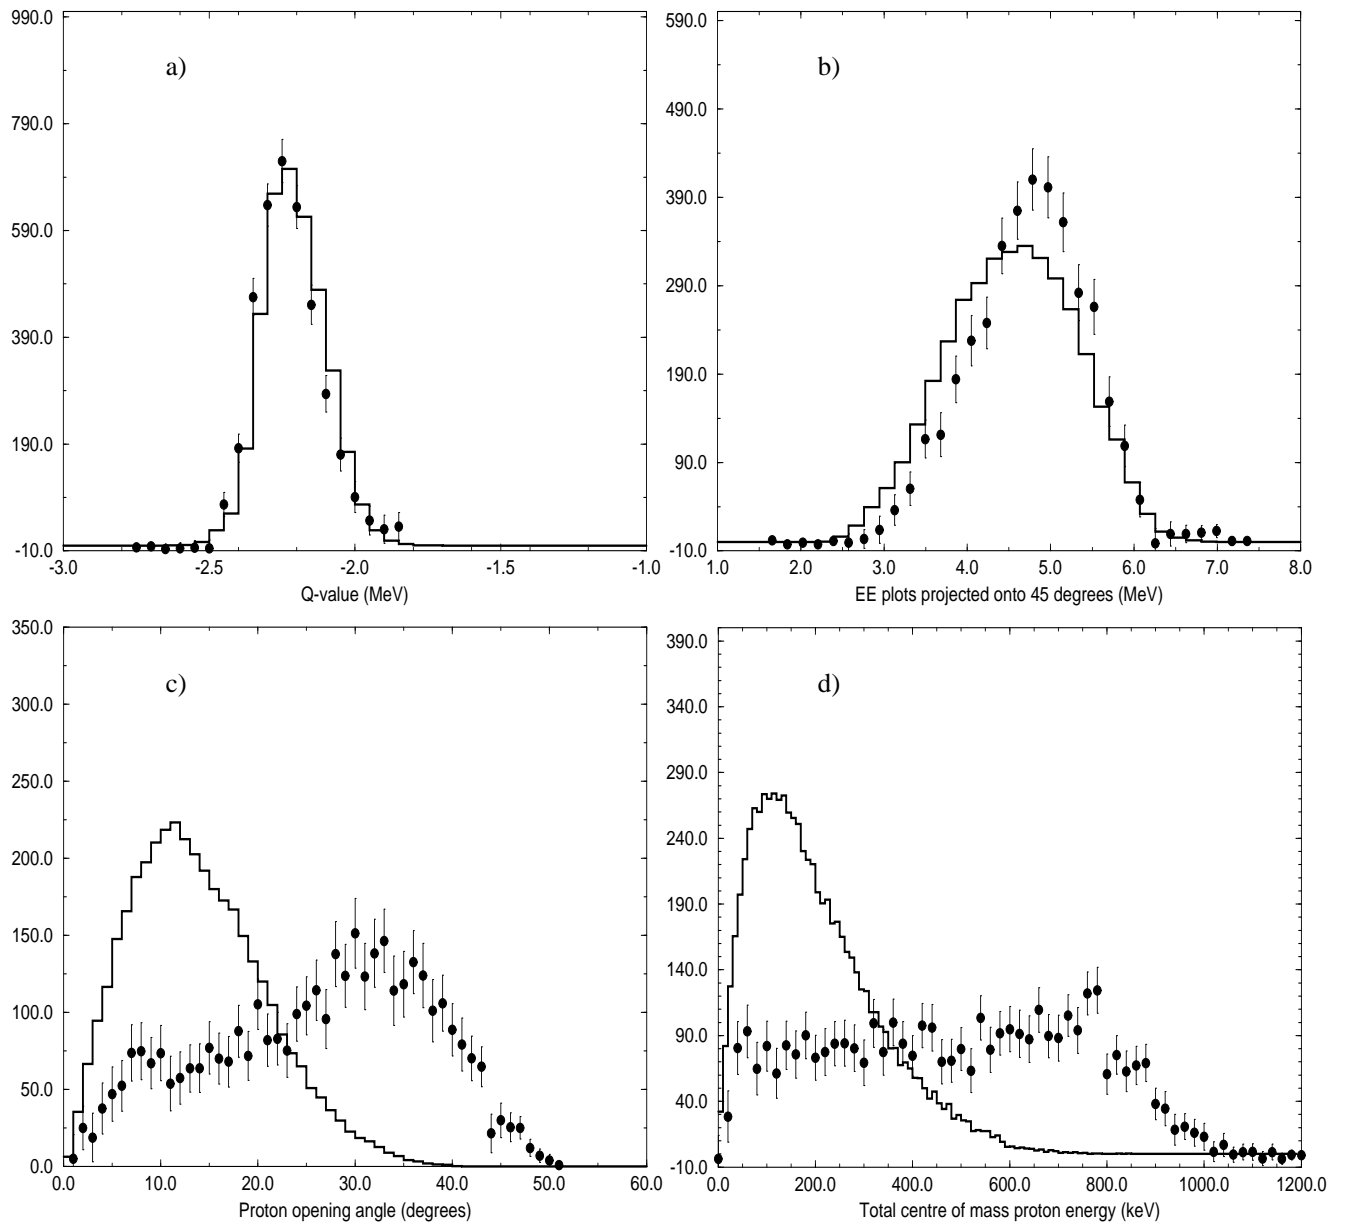 990.0
a)
790.0
590.0
390.0
190.0
-10.0
-3.0 -2.5 -2.0 -1.5 -1.0
Q-value (MeV)
590.0
b)
490.0
390.0
290.0
190.0
90.0
-10.0
1.0 2.0 3.0 4.0 5.0 6.0 7.0 8.0
EE plots projected onto 45 degrees (MeV)
350.0
c)
300.0
250.0
200.0
150.0
100.0
50.0
0.0
0.0 10.0 20.0 30.0 40.0 50.0 60.0
Proton opening angle (degrees)
390.0
d)
340.0
290.0
240.0
190.0
140.0
90.0
40.0
-10.0
0.0 200.0 400.0 600.0 800.0 1000.0 1200.0
Total centre of mass proton energy (keV)